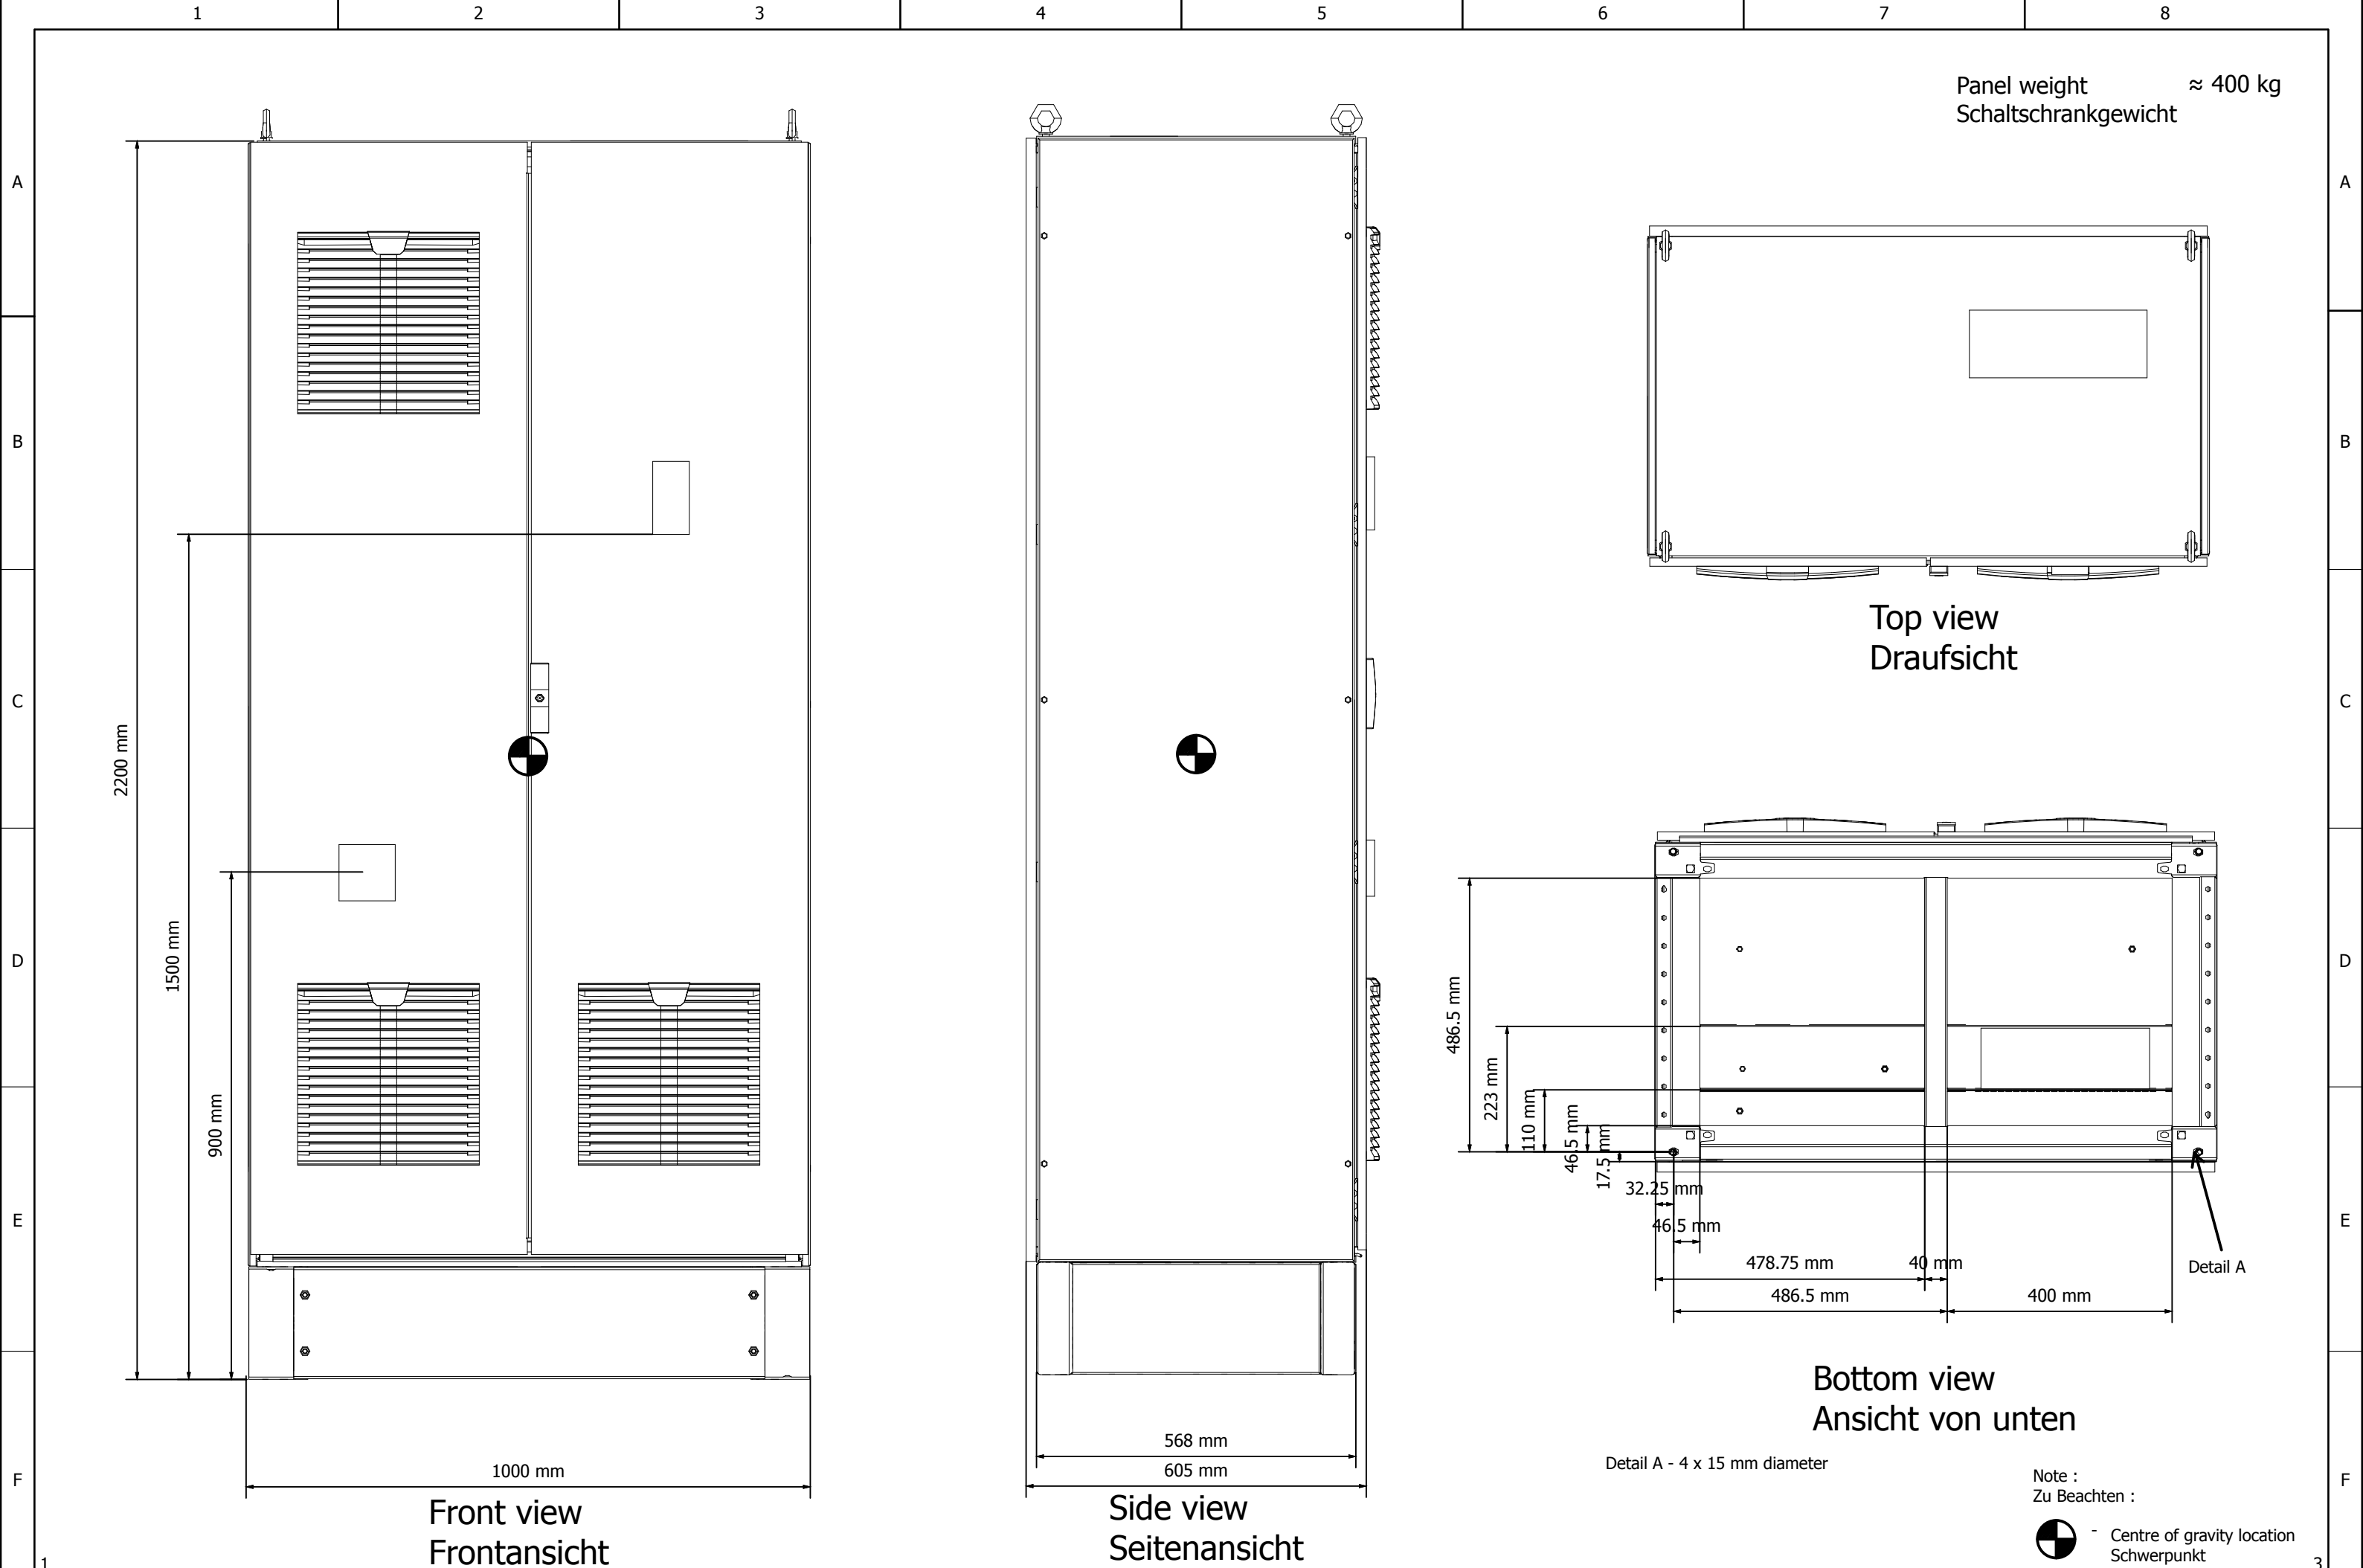 1 2 3 4 5 6 7 8
Panel weight ≈ 400 kg
Schaltschrankgewicht
A A
B B
Top view
Draufsicht
C C
2200 mm
D D
1500 mm
900 mm
486.5 mm
223 mm
110 mm
46.5 mm
17.5 mm
32.25 mm
46.5 mm
E E
478.75 mm 40 mm
Detail A
486.5 mm 400 mm
Bottom view
Ansicht von unten
568 mm
Detail A - 4 x 15 mm diameter
605 mm
1000 mm
F F
Note :
Zu Beachten :
Front view
Frontansicht
Side view
Seitenansicht
- Centre of gravity location
Schwerpunkt
1 3